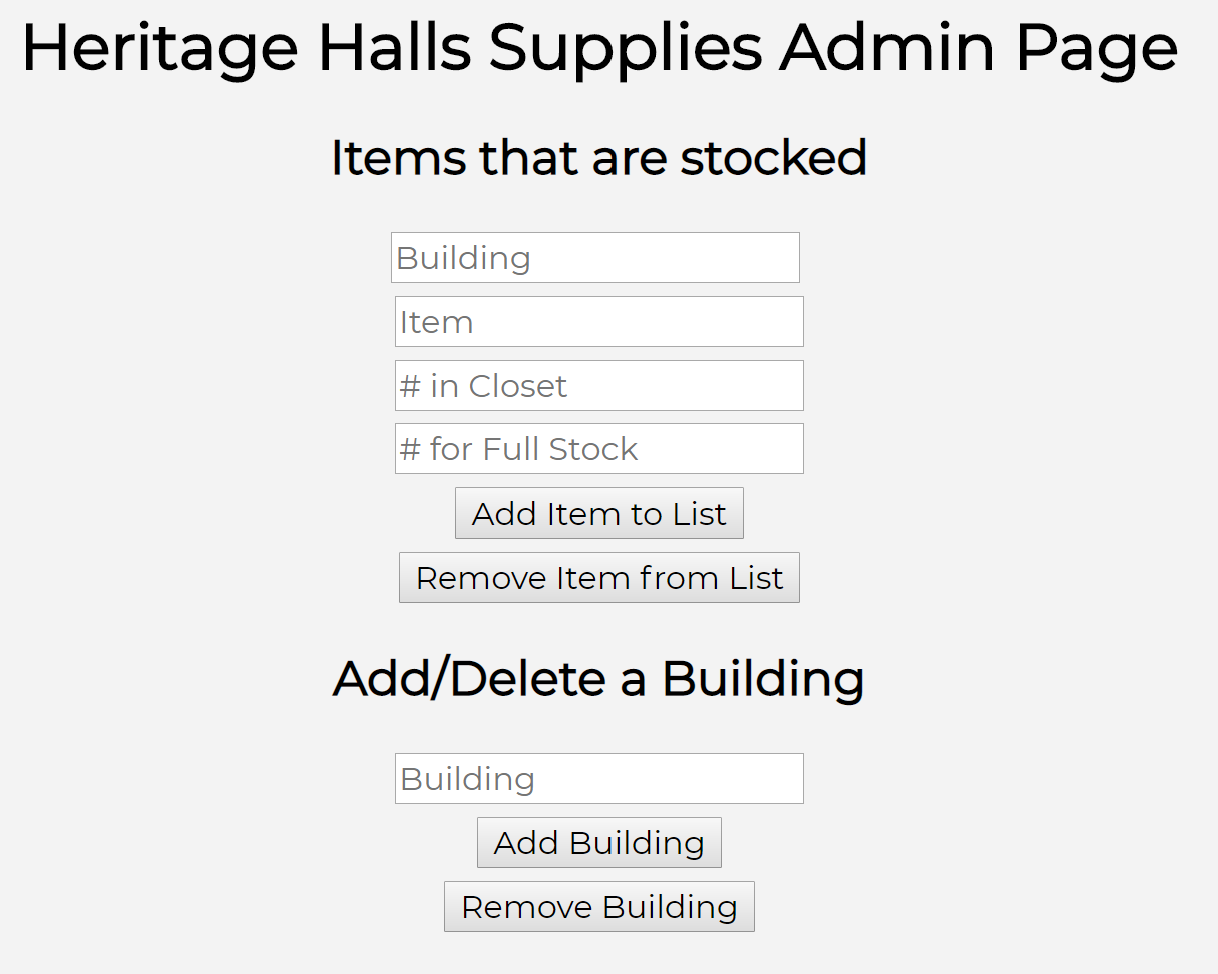 Heritage Halls Supplies Admin Page
Items that are stocked
Building
Item
# in Closet
# for Full Stock
Add Item to List
Remove Item from List
Add/Delete a Building
Building
Add Building
Remove Building